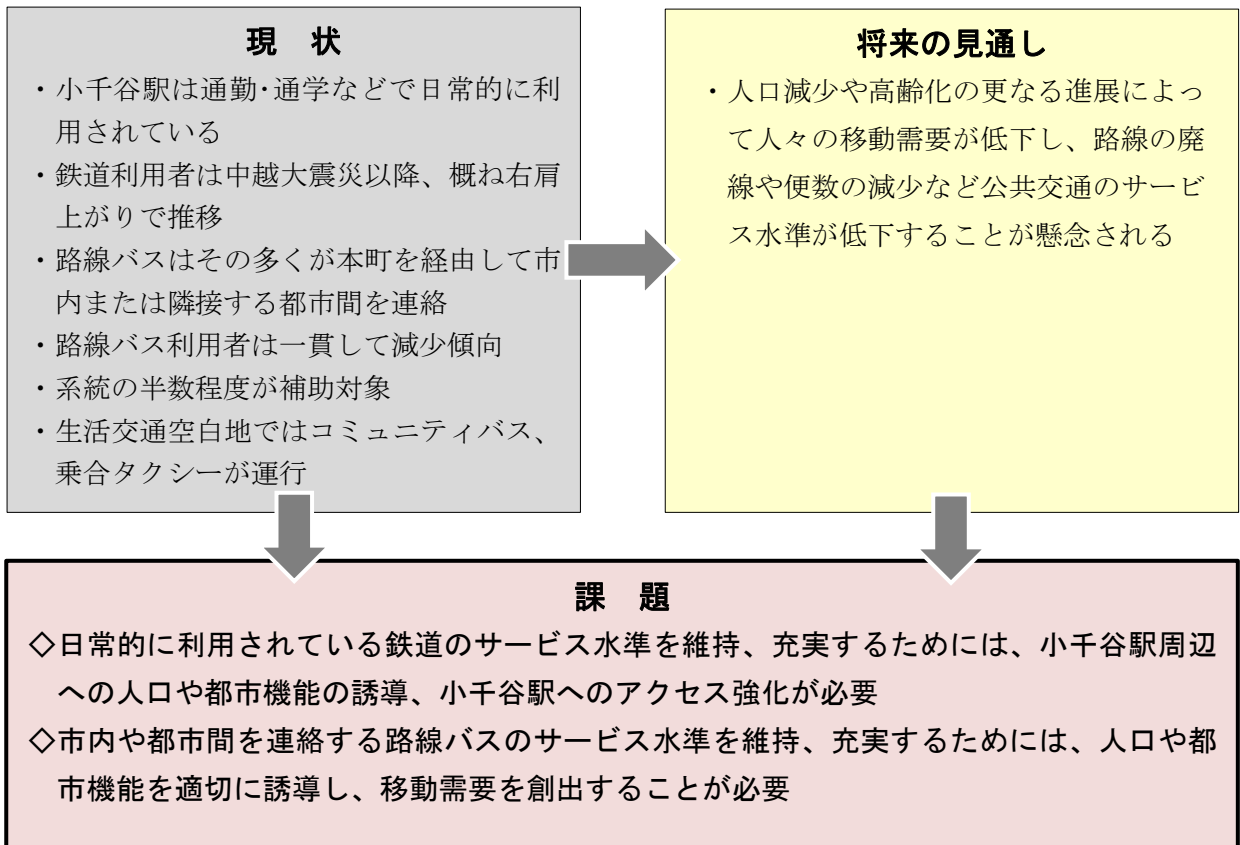 現　状
・小千谷駅は通勤･通学などで日常的に利
用されている
・鉄道利用者は中越大震災以降、概ね右肩
上がりで推移
・路線バスはその多くが本町を経由して市
内または隣接する都市間を連絡
・路線バス利用者は一貫して減少傾向
・系統の半数程度が補助対象
・生活交通空白地ではコミュニティバス、
乗合タクシーが運行
将来の見通し
・人口減少や高齢化の更なる進展によっ
て人々の移動需要が低下し、路線の廃
線や便数の減少など公共交通のサービ
ス水準が低下することが懸念される
課　題
◇日常的に利用されている鉄道のサービス水準を維持、充実するためには、小千谷駅周辺
への人口や都市機能の誘導、小千谷駅へのアクセス強化が必要
◇市内や都市間を連絡する路線バスのサービス水準を維持、充実するためには、人口や都
市機能を適切に誘導し、移動需要を創出することが必要